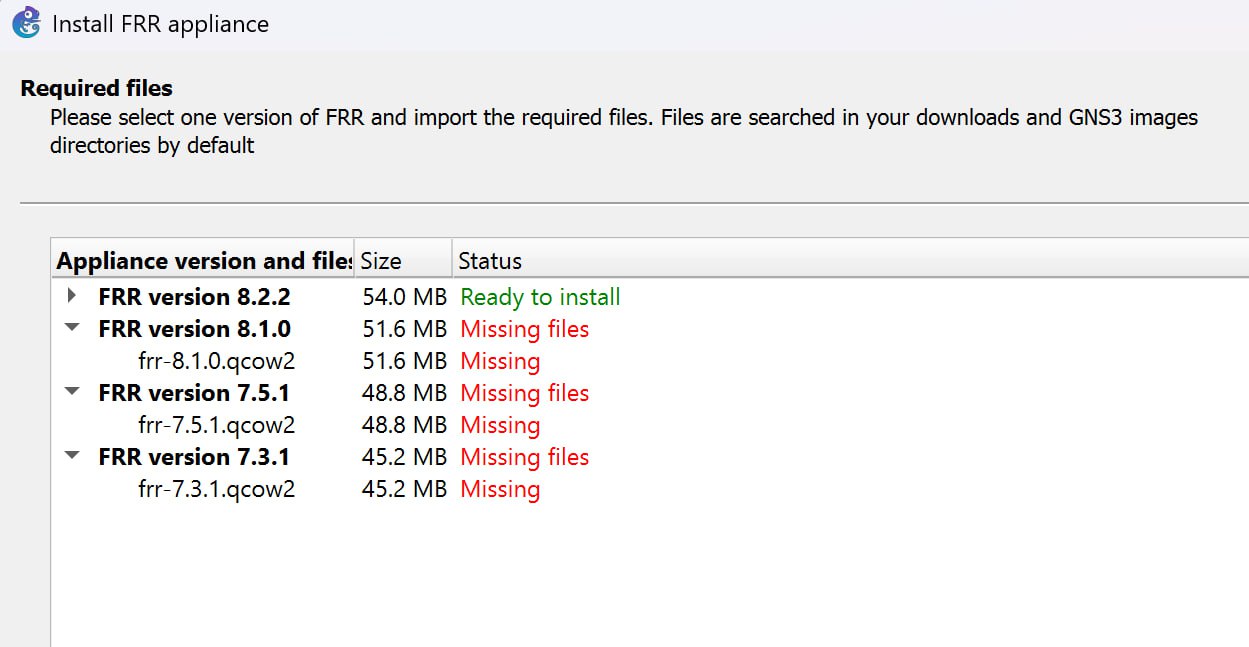 Install FRR appliance
Required files
Please select one version of FRR and import the required files. Files are searched in your downloads and GNS3 images
directories by default
Appliance version and files Size Status
FRR version 8.2.2 54.0 MB Ready to install
FRR version 8.1.0 51.6 MB Missing files
frr-8.1.0.qcow2 51.6 MB Missing
FRR version 7.5.1 48.8 MB Missing files
frr-7.5.1.qcow2 48.8 MB Missing
FRR version 7.3.1 45.2 MB Missing files
frr-7.3.1.qcow2 45.2 MB Missing